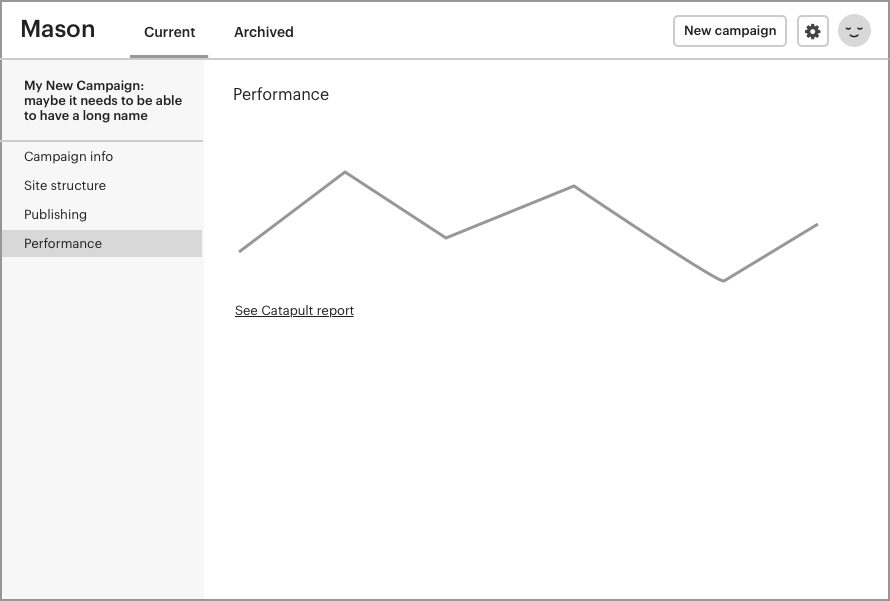 Mason
Current
Archived
New campaign
My New Campaign:
maybe it needs to be able
to have a long name
Campaign info
Site structure
Publishing
Performance
Performance
See Catapult report